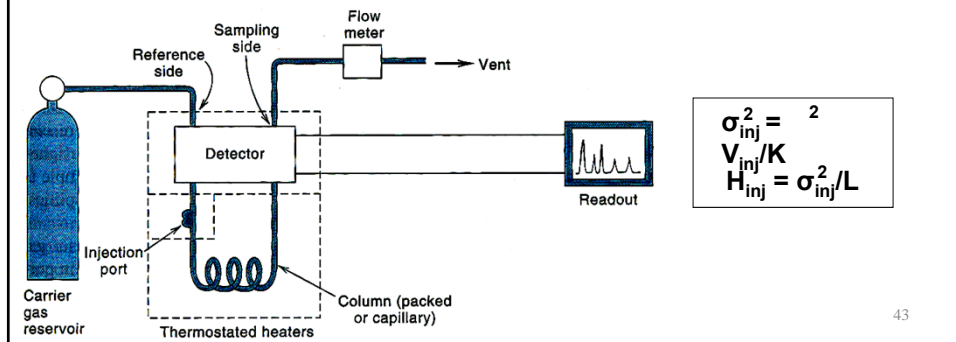 Flow
meter
Sampling
side
Reference
side
Vent
Detector
Readout
Injection
port
Column (packed
or capillary)
Carrier
gas
reservoir
Thermostated heaters
σ²inj = ²
Vinj/K
Hinj = σ²inj/L
43